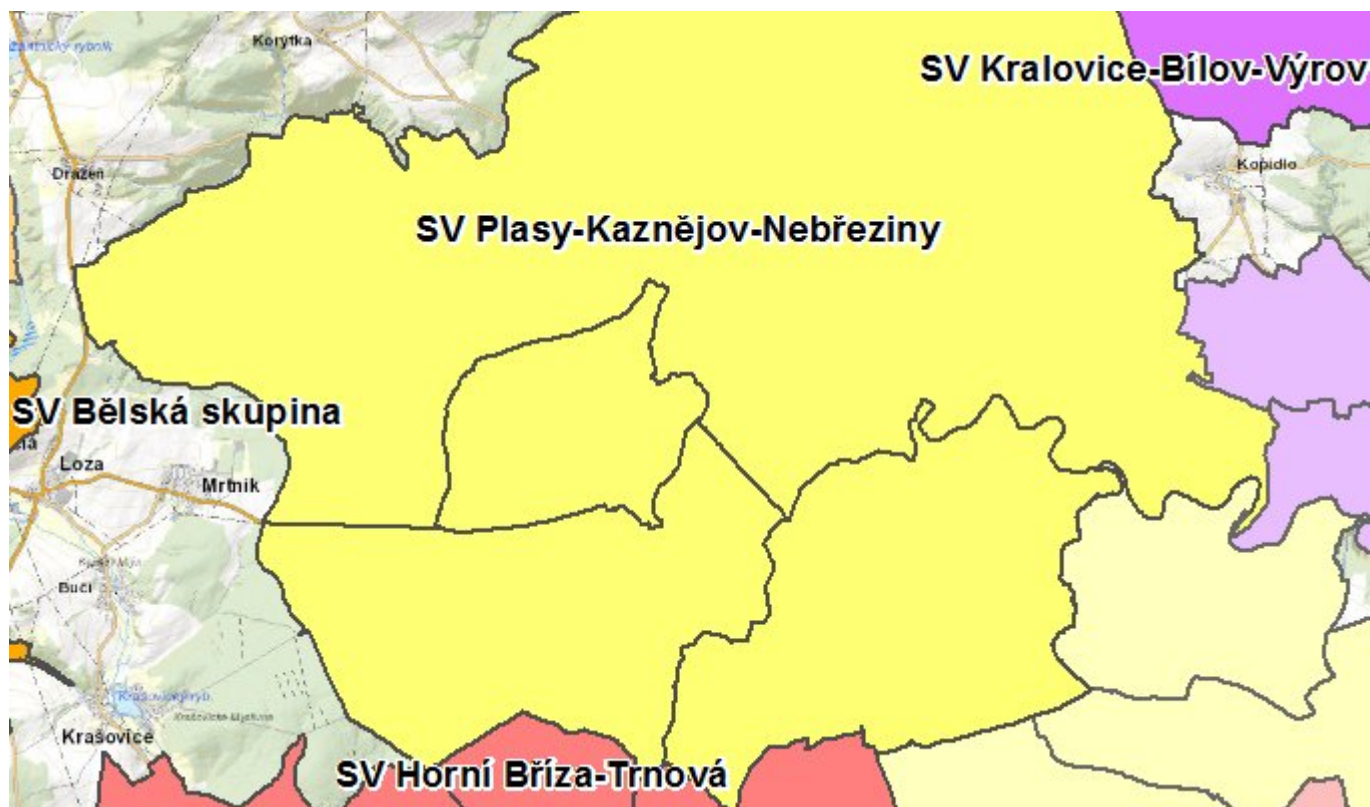 Korýtka
SV Kralovice-Bílov-Výrov
Dražeň
Kopidlo
SV Plasy-Kaznějov-Nebřeziny
SV Bělská skupina
Loza
Mrtník
Bučí
Krašovice
SV Horní Bříza-Trnová